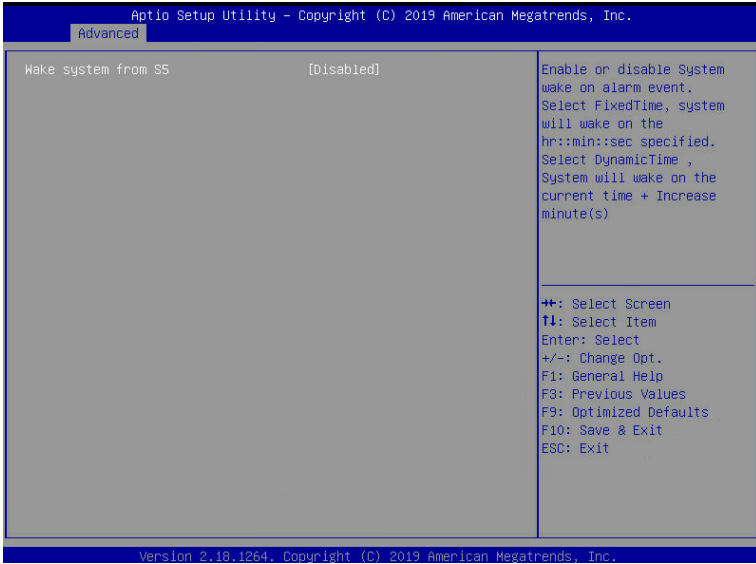 Aptio Setup Utility – Copyright (C) 2019 American Megatrends, Inc.
Advanced
Wake system from S5 [Disabled]
Enable or disable System
wake on alarm event.
Select FixedTime, system
will wake on the
hr::min::sec specified.
Select DynamicTime ,
System will wake on the
current time + Increase
minute(s)
→←: Select Screen
↑↓: Select Item
Enter: Select
+/-: Change Opt.
F1: General Help
F3: Previous Values
F9: Optimized Defaults
F10: Save & Exit
ESC: Exit
Version 2.18.1264. Copyright (C) 2019 American Megatrends, Inc.